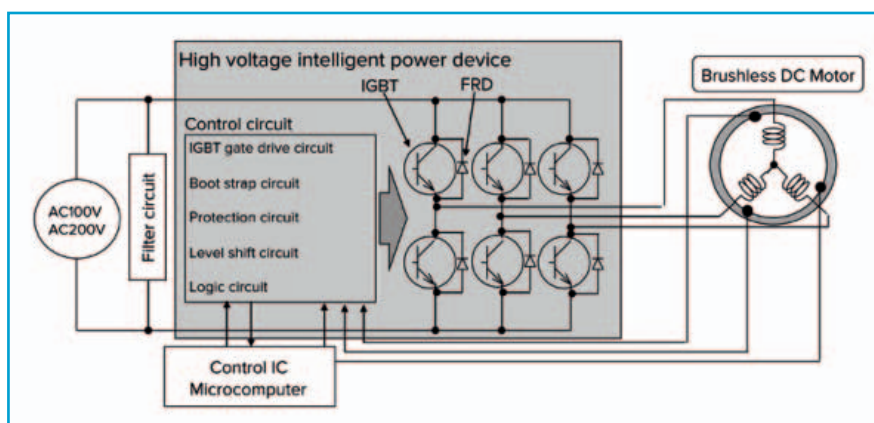 High voltage intelligent power device
IGBT
FRD
Brushless DC Motor
Control circuit
IGBT gate drive circuit
Boot strap circuit
Protection circuit
Level shift circuit
Logic circuit
AC100V
AC200V
Filter circuit
Control IC
Microcomputer